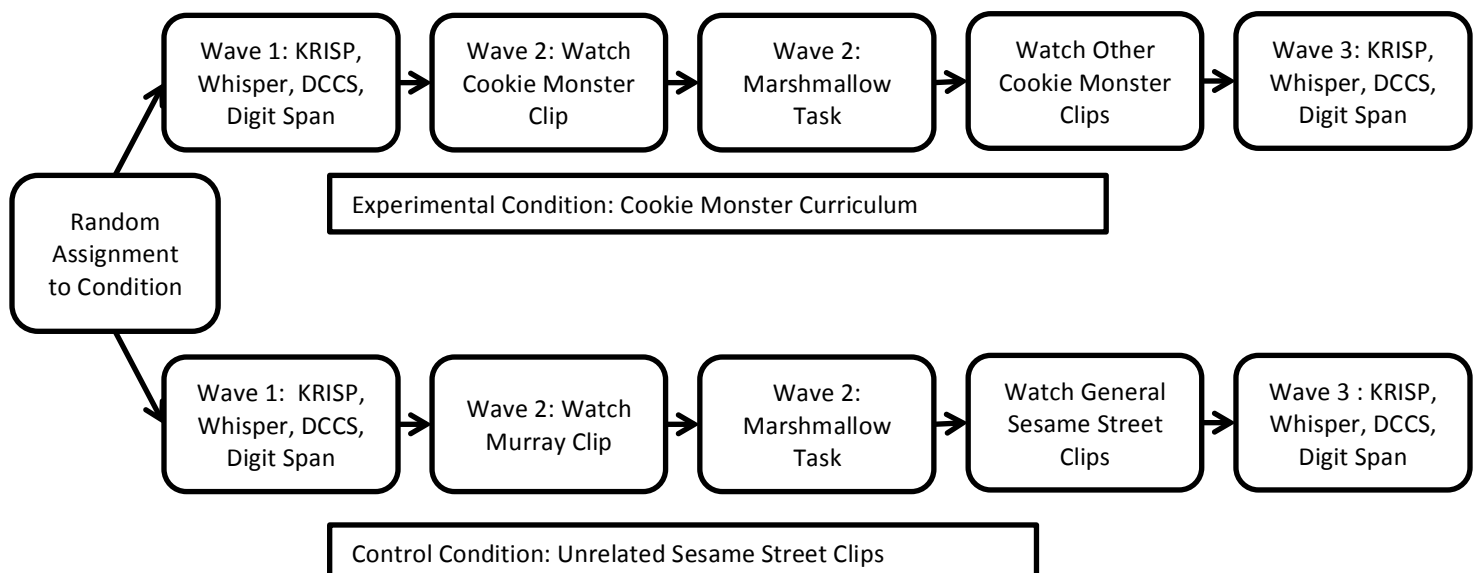 Wave 1: KRISP,
Whisper, DCCS,
Digit Span
Wave 2: Watch
Cookie Monster
Clip
Wave 2:
Marshmallow
Task
Watch Other
Cookie Monster
Clips
Wave 3: KRISP,
Whisper, DCCS,
Digit Span
Experimental Condition: Cookie Monster Curriculum
Random
Assignment
to Condition
Wave 1:  KRISP,
Whisper, DCCS,
Digit Span
Wave 2: Watch
Murray Clip
Wave 2:
Marshmallow
Task
Watch General
Sesame Street
Clips
Wave 3 : KRISP,
Whisper, DCCS,
Digit Span
Control Condition: Unrelated Sesame Street Clips